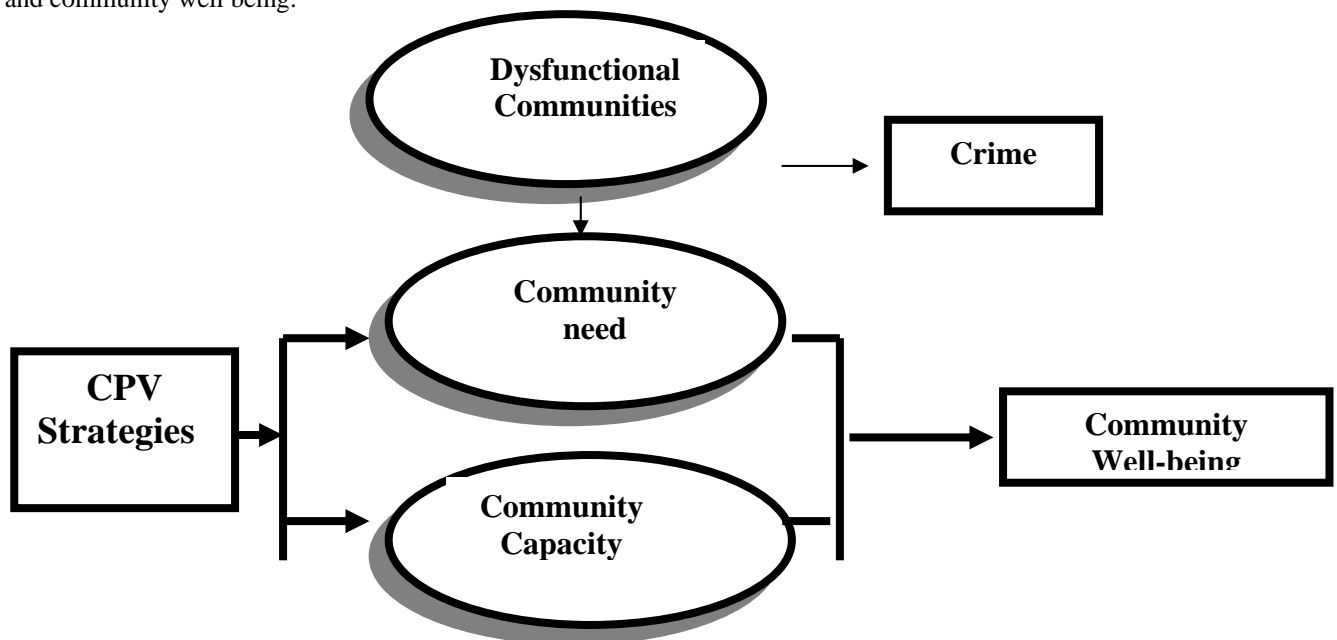 and community well being.
Dysfunctional
Communities
Crime
Community
need
CPV
Strategies
Community
Well-being
Community
Capacity